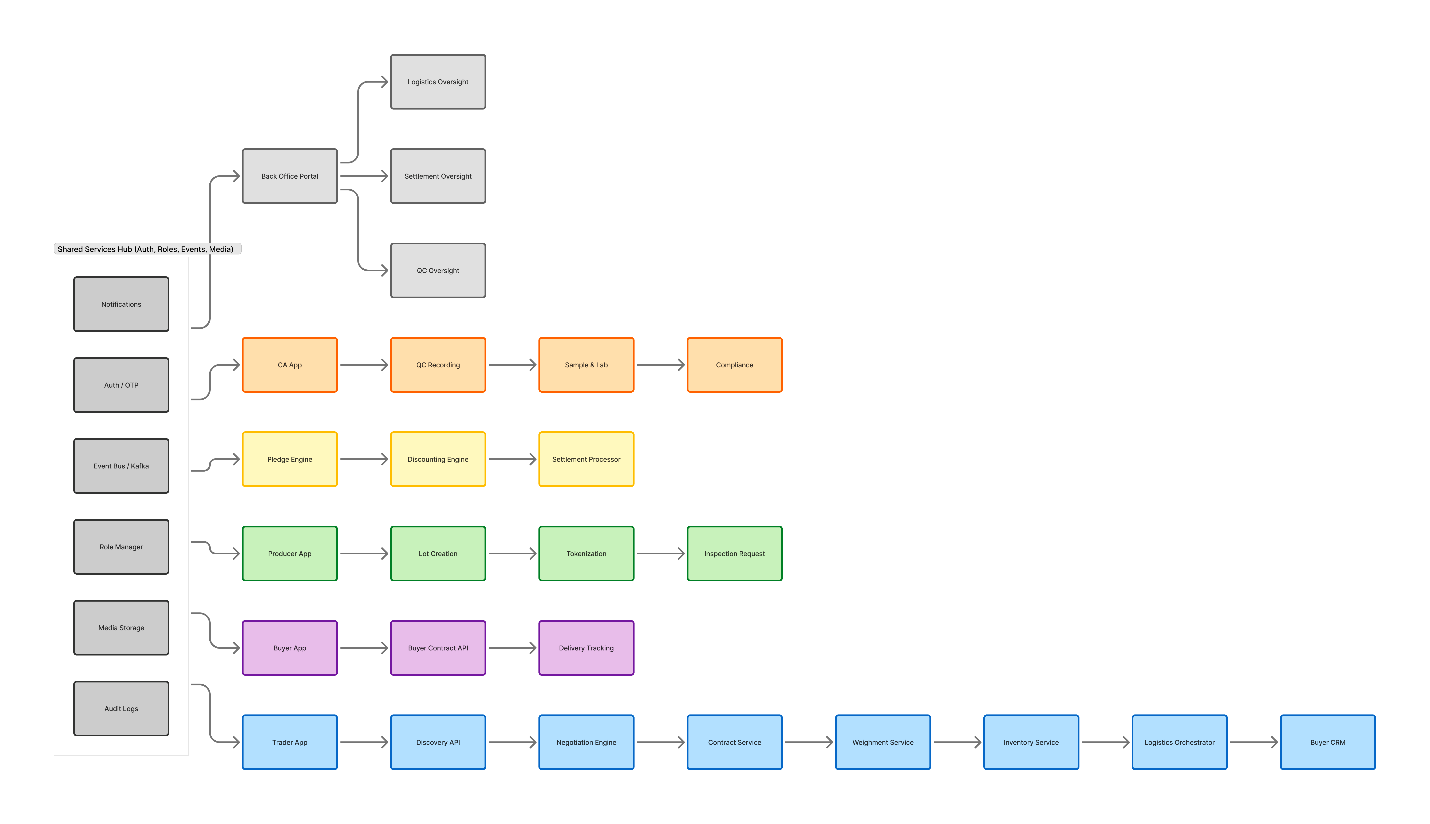 Logistics Oversight
Back Office Portal
Settlement Oversight
Shared Services Hub (Auth, Roles, Events, Media)
QC Oversight
Notifications
Auth / OTP
Event Bus / Kafka
Role Manager
Media Storage
Audit Logs
CA App
QC Recording
Sample & Lab
Compliance
Pledge Engine
Discounting Engine
Settlement Processor
Producer App
Lot Creation
Tokenization
Inspection Request
Buyer App
Buyer Contract API
Delivery Tracking
Trader App
Discovery API
Negotiation Engine
Contract Service
Weighment Service
Inventory Service
Logistics Orchestrator
Buyer CRM